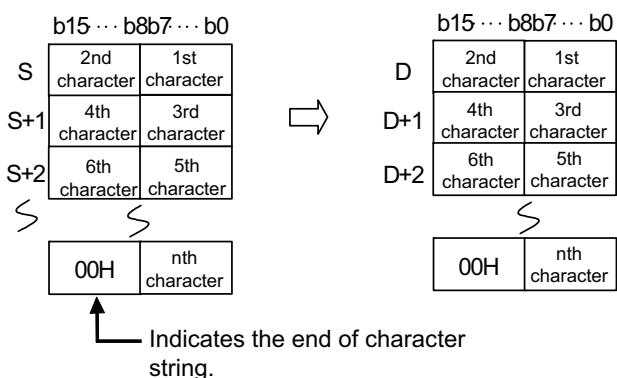 b15 ··· b8b7 ··· b0
S
2nd character
1st character
S+1
4th character
3rd character
S+2
6th character
5th character
00H
nth character
Indicates the end of character
string.
b15 ··· b8b7 ··· b0
D
2nd character
1st character
D+1
4th character
3rd character
D+2
6th character
5th character
00H
nth character